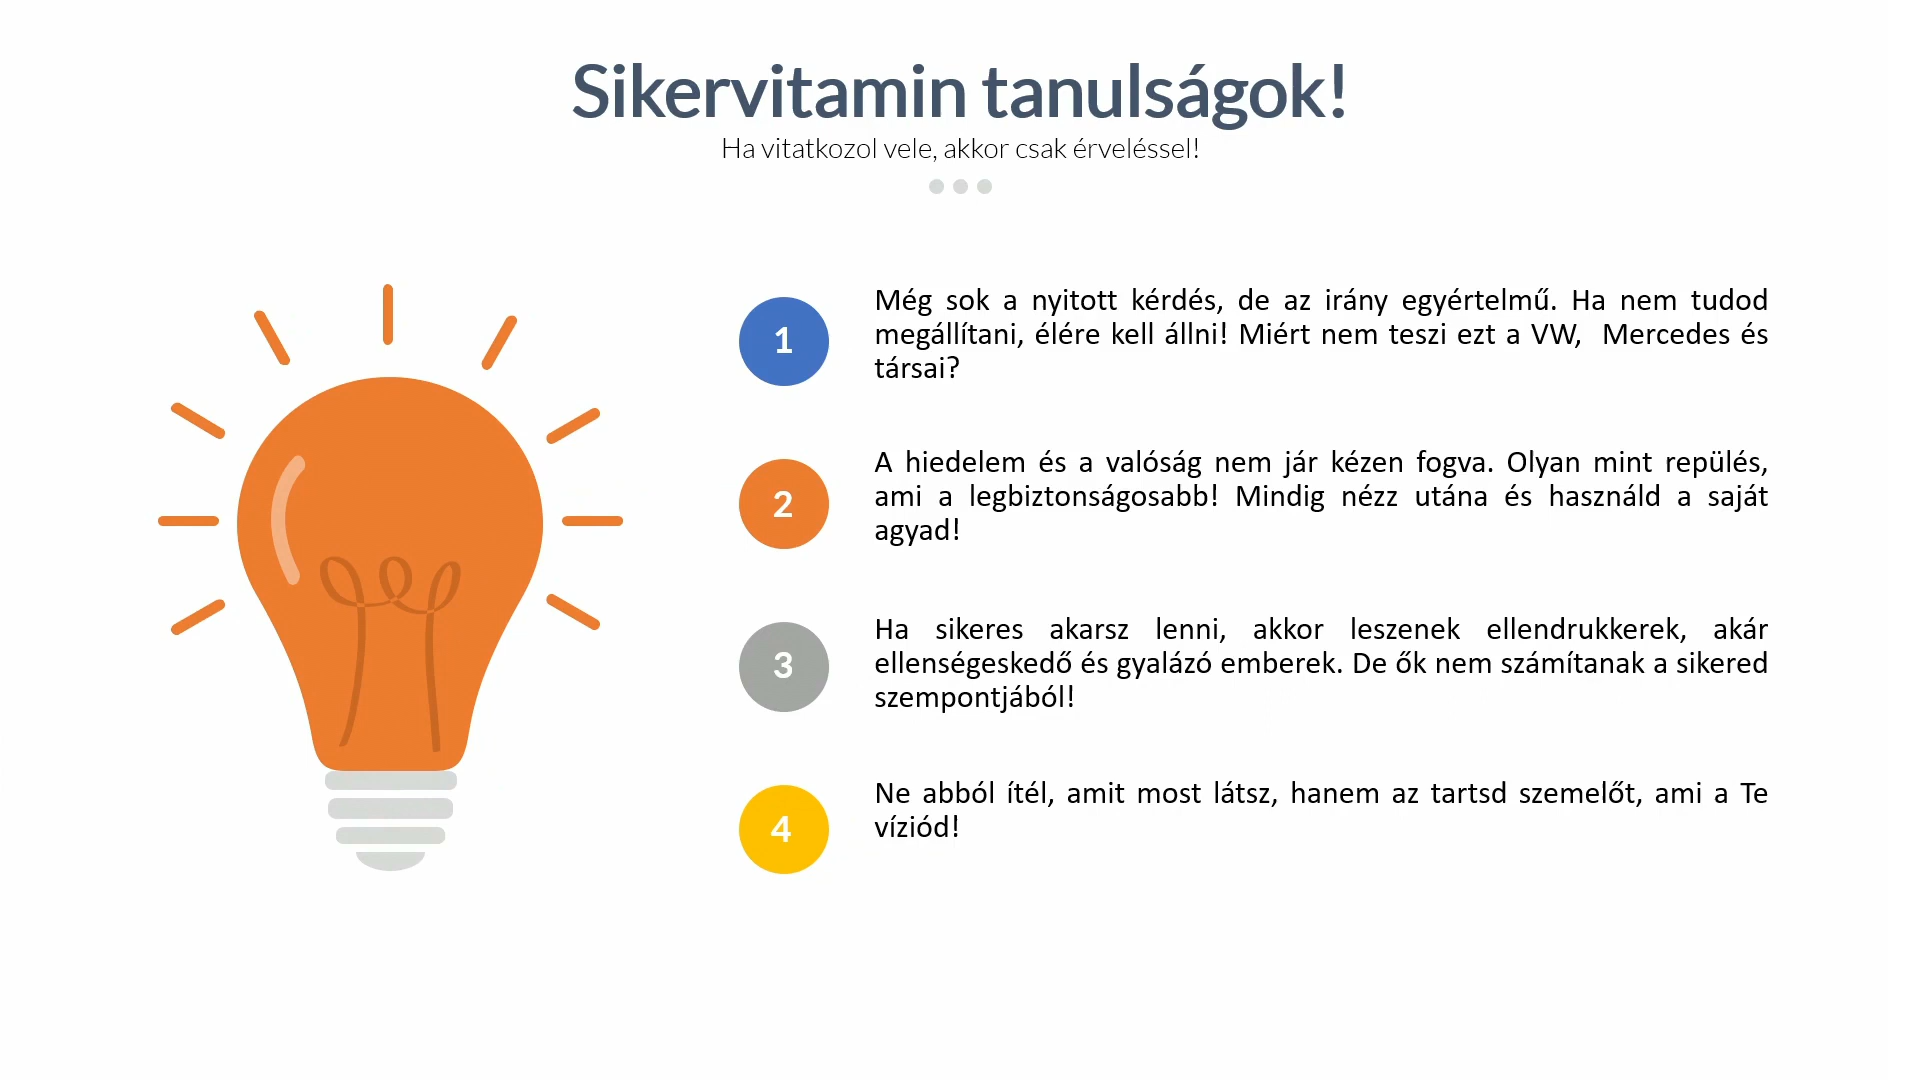 Sikervitamin tanulságok!
Ha vitatkozol vele, akkor csak érveléssel!
1
Még sok a nyitott kérdés, de az irány egyértelmű. Ha nem tudod
megállítani, élére kell állni! Miért nem teszi ezt a VW,  Mercedes és
társai?
2
A hiedelem és a valóság nem jár kézen fogva. Olyan mint repülés,
ami a legbiztonságosabb! Mindig nézz utána és használd a saját
agyad!
3
Ha sikeres akarsz lenni, akkor leszenek ellendrukkerek, akár
ellenségeskedő és gyalázó emberek. De ők nem számítanak a sikered
szempontjából!
4
Ne abból ítél, amit most látsz, hanem az tartsd szemelőt, ami a Te
víziód!